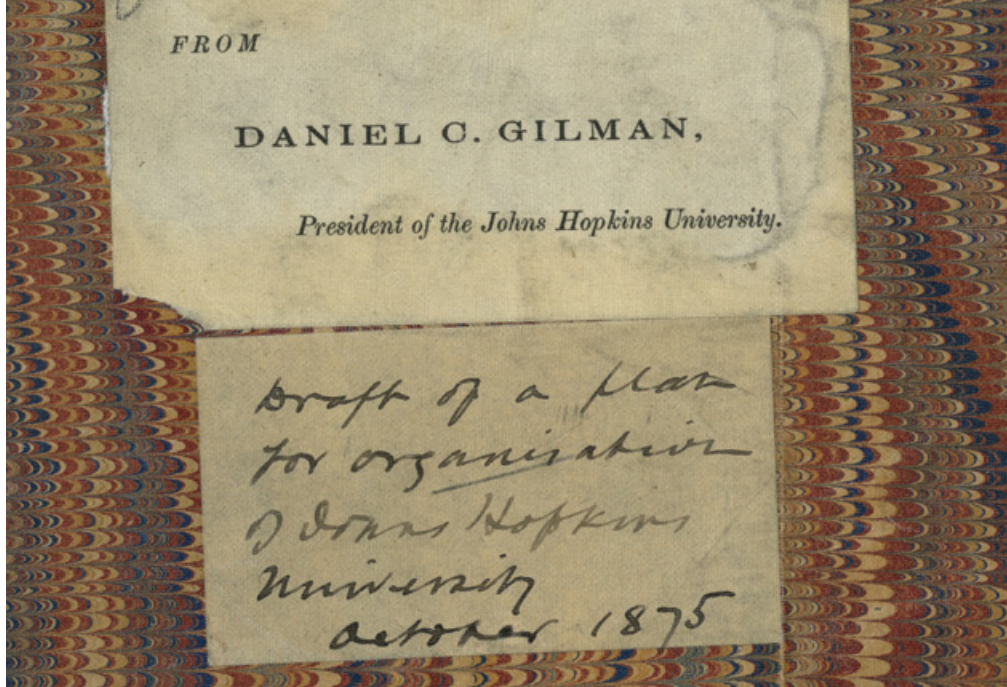 FROM
DANIEL C. GILMAN,
President of the Johns Hopkins University.
Draft of a plan
for organisation
of Johns Hopkins
University
October 1875